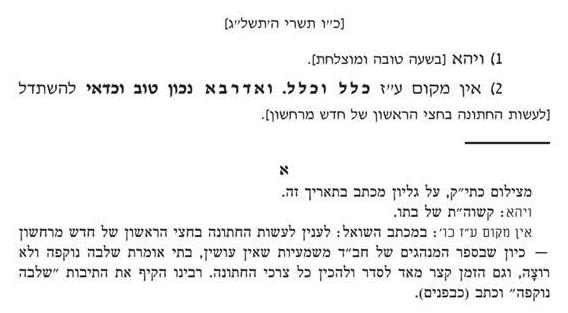 [כ"ו תשרי ה'תשל"ג]
1) ויהא [בשעה טובה ומוצלחת].
2) אין מקום ע"ז כלל וכלל. ואדרבא נכון טוב וכדאי להשתדל
[לעשות החתונה בחצי הראשון של חדש מרחשון].
א
מצילום כתי"ק, על גליון מכתב בתאריך זה.
ויהא: קשוה"ת של בתו.
אין מקום ע"ז כו': במכתב השואל: לענין לעשות החתונה בחצי הראשון של חדש מרחשון
— כיון שבספר המנהגים של חב"ד משמעיות שאין עושין, בתי אומרת שלבה נוקפה ולא
רוצָה, וגם הזמן קצר מאד לסדר ולהכין כל צרכי החתונה. רבינו הקיף את התיבות "שלבה
נוקפה" וכתב (כבפנים).